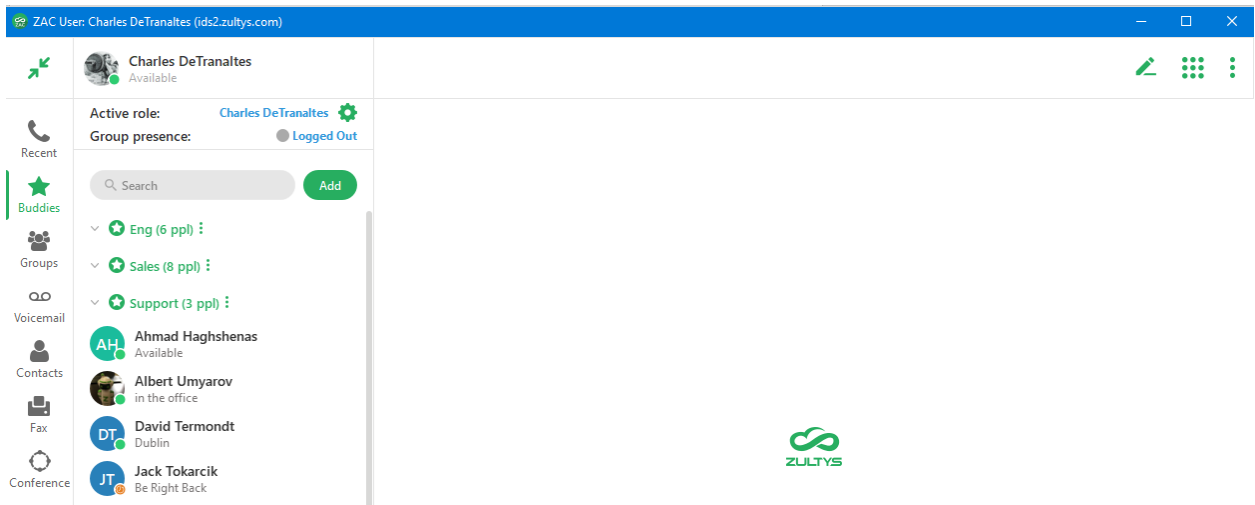 ZAC User: Charles DeTranaltes (ids2.zultys.com)
Charles DeTranaltes
Available
Active role: Charles DeTranaltes
Group presence: Logged Out
Recent
Buddies
Groups
Voicemail
Contacts
Fax
Conference
Search Add
Eng (6 ppl)
Sales (8 ppl)
Support (3 ppl)
AH Ahmad Haghshenas
Available
Albert Umyarov
in the office
DT David Termondt
Dublin
JT Jack Tokarcik
Be Right Back
ZULTYS